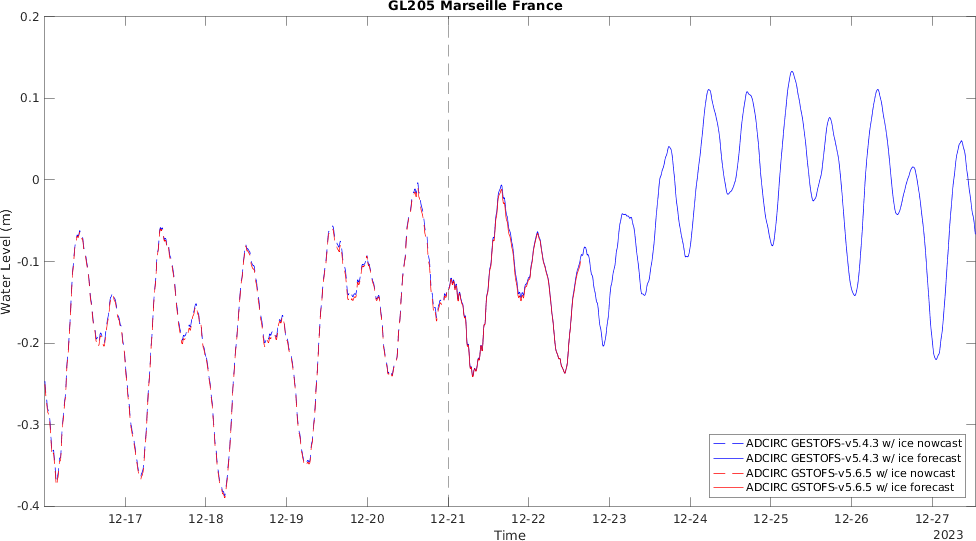 GL205 Marseille France
0.2
0.1
0
-0.1
-0.2
-0.3
-0.4
Water Level (m)
12-17 12-18 12-19 12-20 12-21 12-22 12-23 12-24 12-25 12-26 12-27
Time
2023
ADCIRC GESTOFS-v5.4.3 w/ ice nowcast
ADCIRC GESTOFS-v5.4.3 w/ ice forecast
ADCIRC GSTOFS-v5.6.5 w/ ice nowcast
ADCIRC GSTOFS-v5.6.5 w/ ice forecast